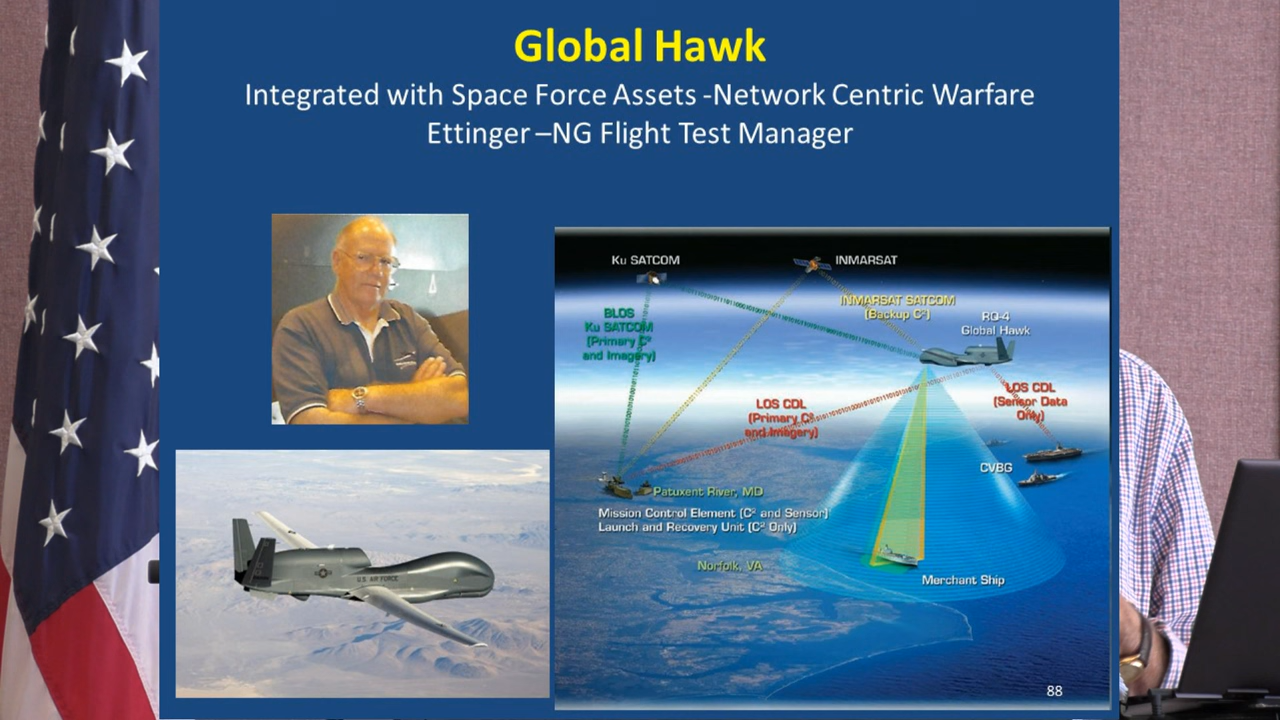 Global Hawk
Integrated with Space Force Assets -Network Centric Warfare
Ettinger –NG Flight Test Manager
Ku SATCOM
INMARSAT
INMARSAT SATCOM
(Backup C²)
BLOS
Ku SATCOM
(Primary C²
and Imagery)
RQ-4
Global Hawk
LOS CDL
(Primary C²
and Imagery)
LOS CDL
(Sensor Data
Only)
CVBG
Patuxent River, MD
Mission Control Element (C² and Sensor)
Launch and Recovery Unit (C² Only)
Norfolk, VA
Merchant Ship
U.S. AIR FORCE
88